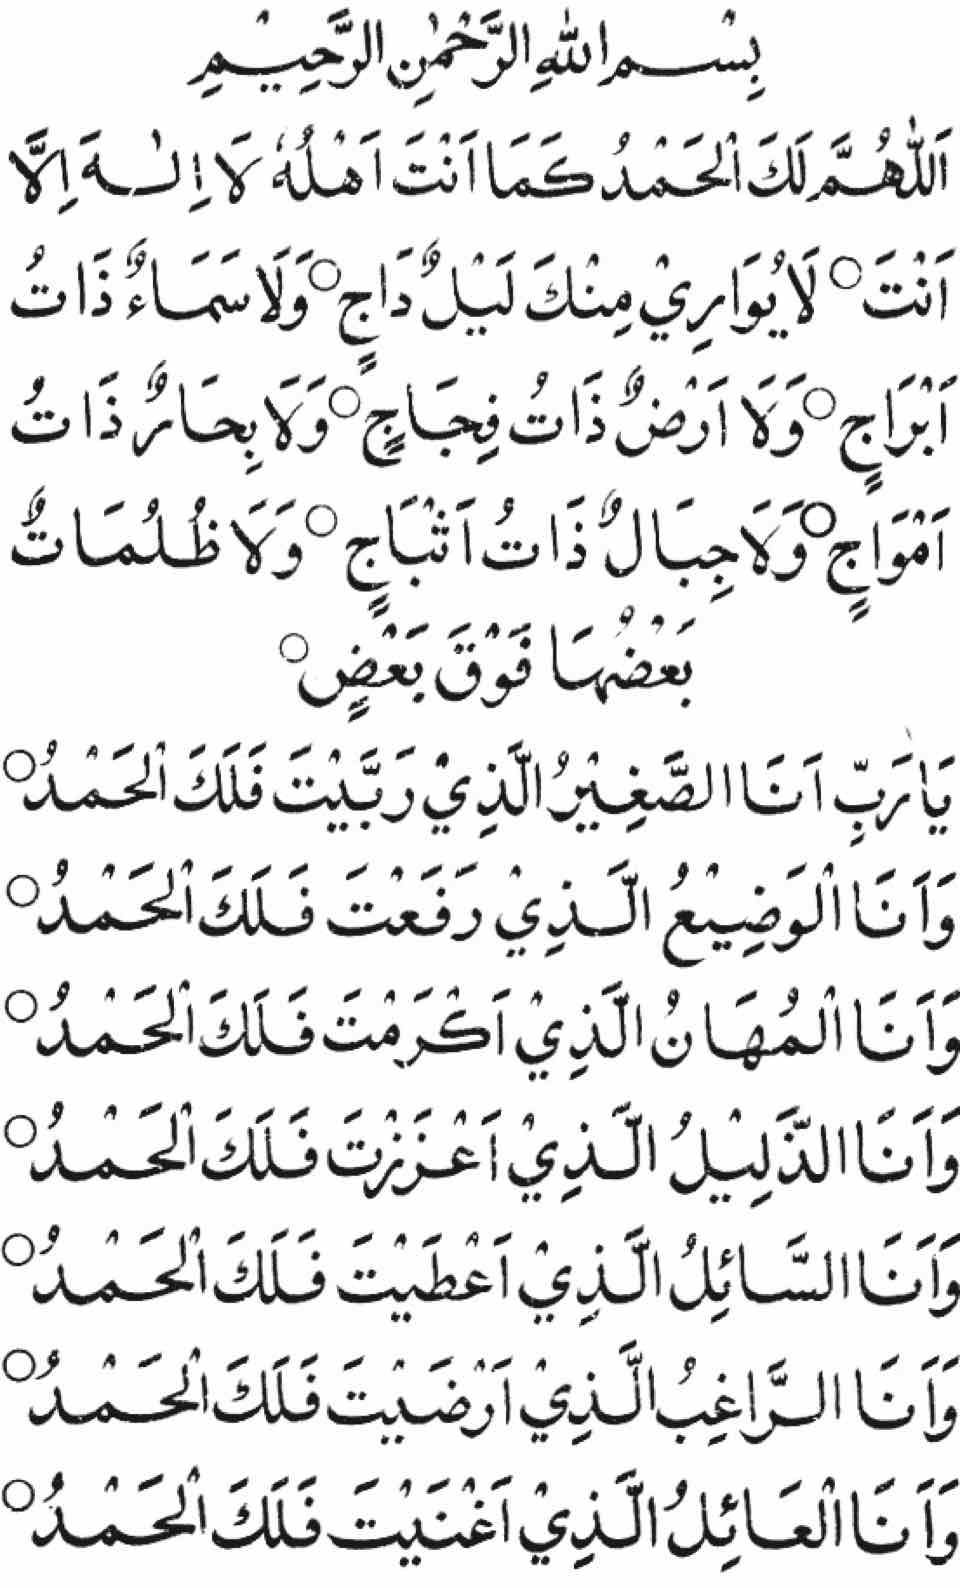 بِسْمِ اللهِ الرَّحْمٰنِ الرَّحِيْمِ
اَللّٰهُمَّ لَكَ الْحَمْدُ كَمَا اَنْتَ اَهْلُهٗ لَا اِلٰهَ اِلَّا
اَنْتَ○ لَا يُوَارِيْ مِنْكَ لَيْلٌ دَاجٍ○ وَلَا سَمَاءٌ ذَاتُ
اَبْرَاجٍ○ وَلَا اَرْضٌ ذَاتُ فِجَاجٍ○ وَلَا بِحَارٌ ذَاتُ
اَمْوَاجٍ○ وَلَا جِبَالٌ ذَاتُ اَثْبَاجٍ○ وَلَا ظُلُمَاتٌ
بَعْضُهَا فَوْقَ بَعْضٍ○
يَا رَبِّ اَنَا الصَّغِيْرُ الَّذِيْ رَبَّيْتَ فَلَكَ الْحَمْدُ○
وَاَنَا الْوَضِيْعُ الَّذِيْ رَفَعْتَ فَلَكَ الْحَمْدُ○
وَاَنَا الْمُهَانُ الَّذِيْ اَكْرَمْتَ فَلَكَ الْحَمْدُ○
وَاَنَا الذَّلِيْلُ الَّذِيْ اَعْزَزْتَ فَلَكَ الْحَمْدُ○
وَاَنَا السَّائِلُ الَّذِيْ اَعْطَيْتَ فَلَكَ الْحَمْدُ○
وَاَنَا الرَّاغِبُ الَّذِيْ اَرْضَيْتَ فَلَكَ الْحَمْدُ○
وَاَنَا الْعَائِلُ الَّذِيْ اَغْنَيْتَ فَلَكَ الْحَمْدُ○